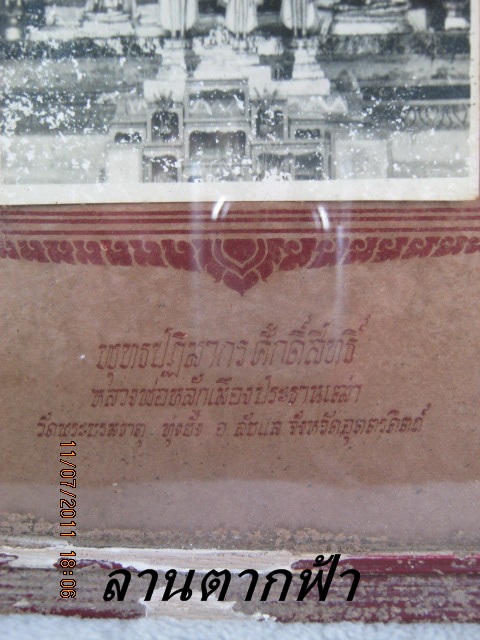 พุทธปฏิมากรศักดิ์สิทธิ์
หลวงพ่อหลักเมืองประธานเฒ่า
วัดพระบรมธาตุ ทุ่งยั้ง อ. ลับแล จังหวัดอุตตรดิตถ์
11/07/2011 18:06
ลานตากฟ้า